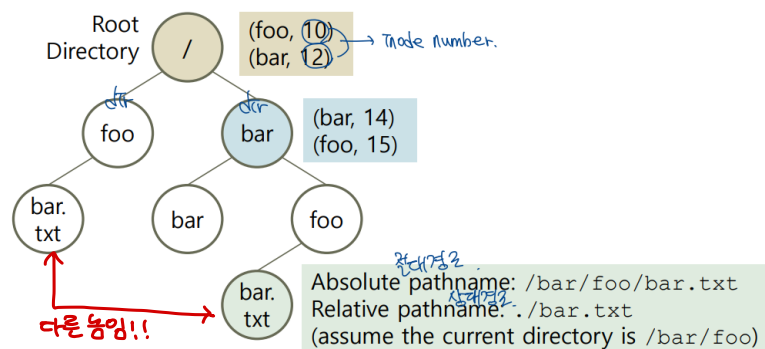 Root
Directory
/
(foo, 10)
(bar, 12)
Inode number.
dir
dir
foo
bar
(bar, 14)
(foo, 15)
bar.
txt
bar
foo
bar.
txt
다른 놈임!!
절대경로
Absolute pathname: /bar/foo/bar.txt
상대경로
Relative pathname: ./bar.txt
(assume the current directory is /bar/foo)